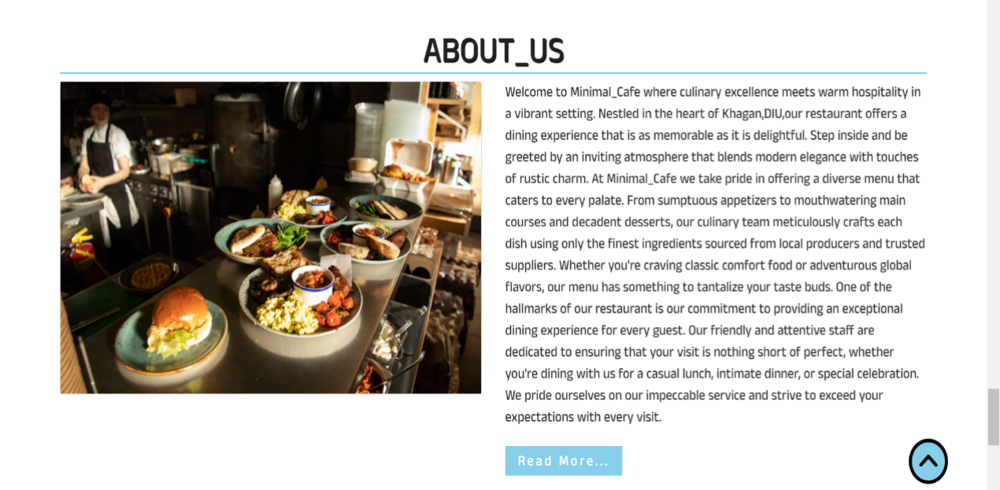 ABOUT_US
Welcome to Minimal_Cafe where culinary excellence meets warm hospitality in
a vibrant setting. Nestled in the heart of Khagan,DIU,our restaurant offers a
dining experience that is as memorable as it is delightful. Step inside and be
greeted by an inviting atmosphere that blends modern elegance with touches
of rustic charm. At Minimal_Cafe we take pride in offering a diverse menu that
caters to every palate. From sumptuous appetizers to mouthwatering main
courses and decadent desserts, our culinary team meticulously crafts each
dish using only the finest ingredients sourced from local producers and trusted
suppliers. Whether you're craving classic comfort food or adventurous global
flavors, our menu has something to tantalize your taste buds. One of the
hallmarks of our restaurant is our commitment to providing an exceptional
dining experience for every guest. Our friendly and attentive staff are
dedicated to ensuring that your visit is nothing short of perfect, whether
you're dining with us for a casual lunch, intimate dinner, or special celebration.
We pride ourselves on our impeccable service and strive to exceed your
expectations with every visit.
Read More...